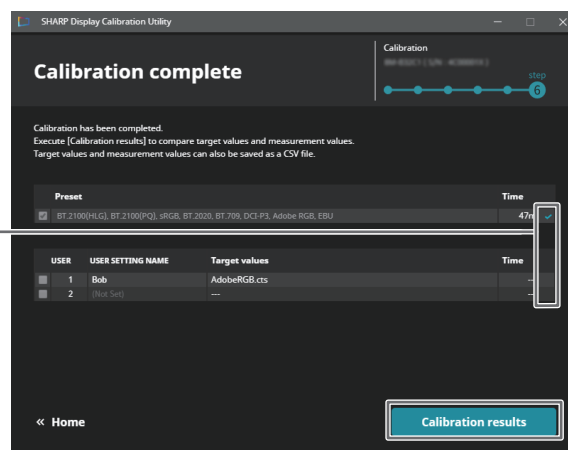 SHARP Display Calibration Utility
Calibration complete
Calibration
step
6
Calibration has been completed.
Execute [Calibration results] to compare target values and measurement values.
Target values and measurement values can also be saved as a CSV file.
Preset Time
BT.2100(HLG), BT.2100(PQ), sRGB, BT.2020, BT.709, DCI-P3, Adobe RGB, EBU
USER USER SETTING NAME Target values Time
1 Bob AdobeRGB.cts --
2 (Not Set) --- --
« Home Calibration results